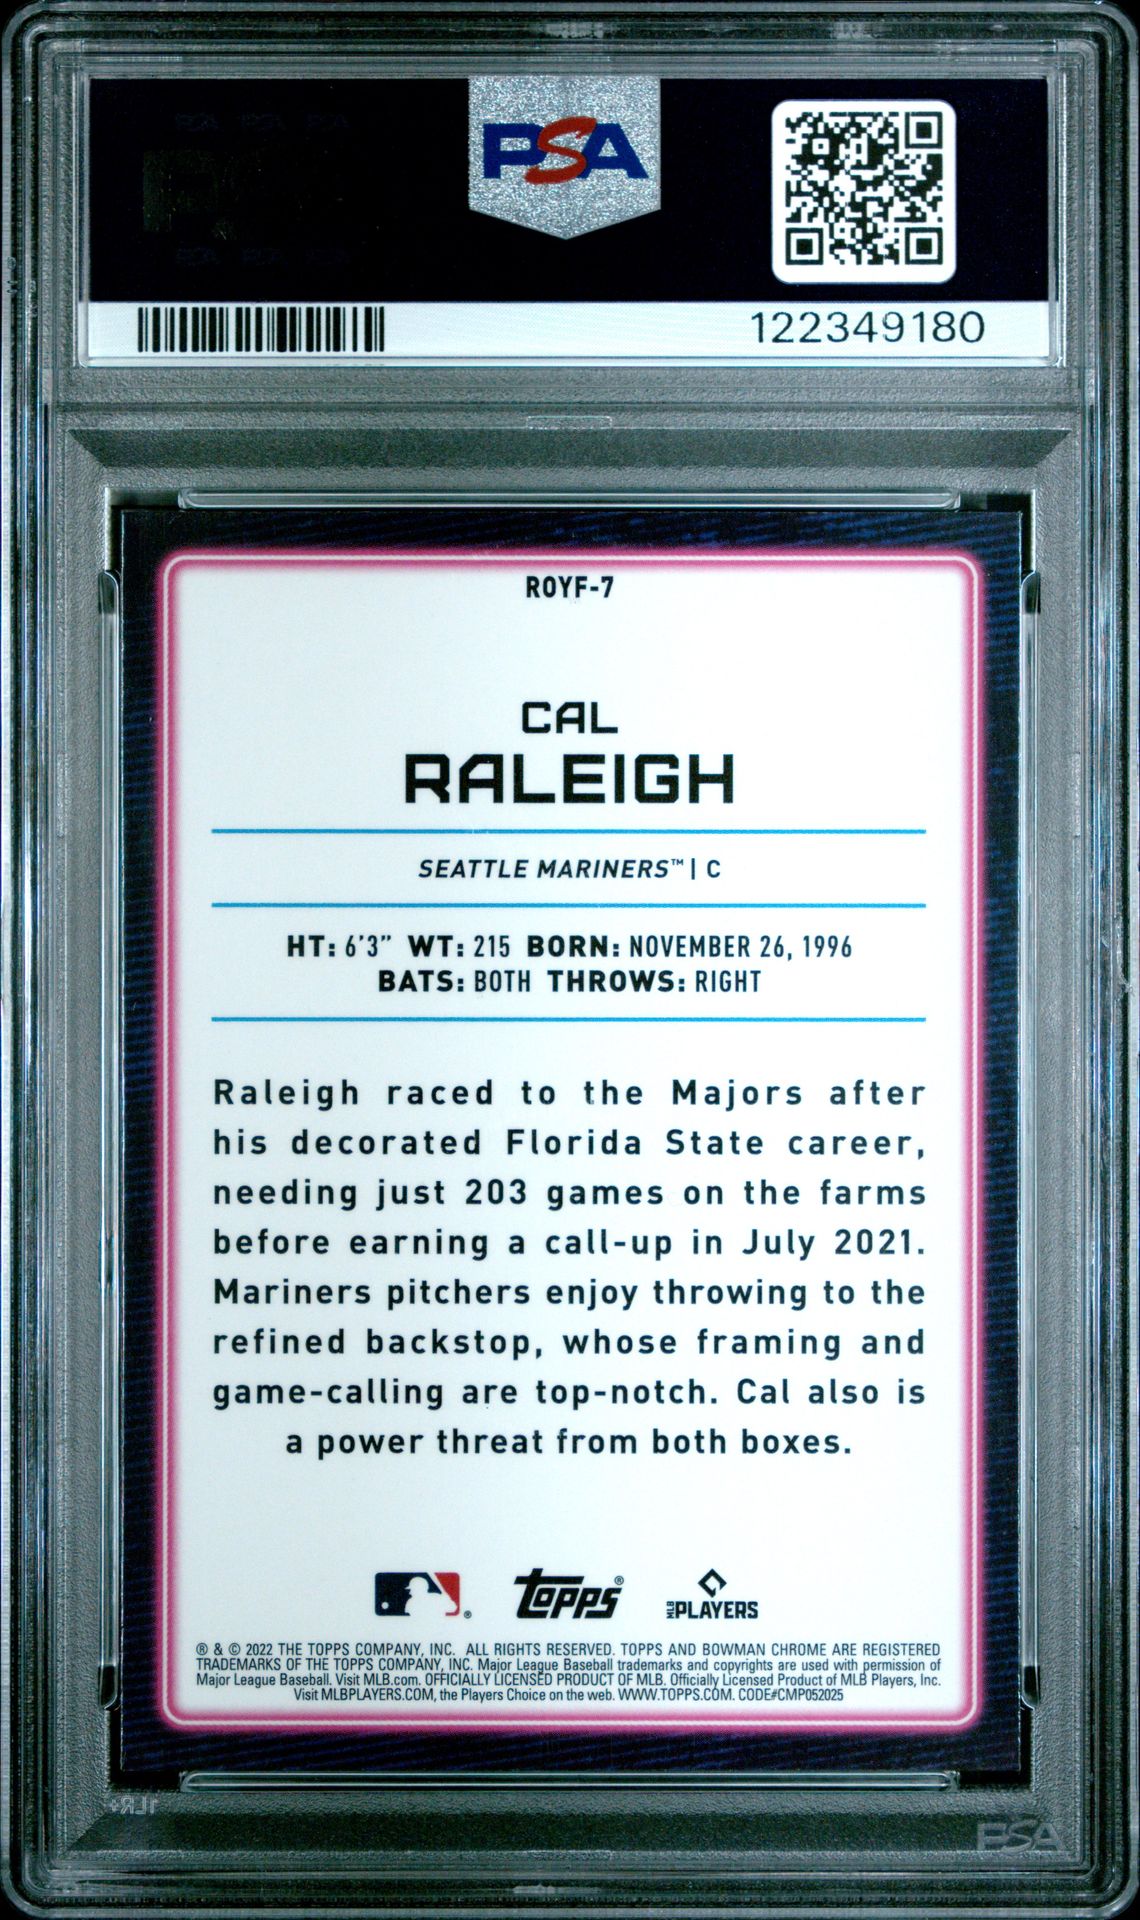 PSA
122349180
ROYF-7
CAL
RALEIGH
SEATTLE MARINERS™ | C
HT: 6'3" WT: 215 BORN: NOVEMBER 26, 1996
BATS: BOTH THROWS: RIGHT
Raleigh raced to the Majors after
his decorated Florida State career,
needing just 203 games on the farms
before earning a call-up in July 2021.
Mariners pitchers enjoy throwing to the
refined backstop, whose framing and
game-calling are top-notch. Cal also is
a power threat from both boxes.
topps® MLB PLAYERS
® & © 2022 THE TOPPS COMPANY, INC. ALL RIGHTS RESERVED. TOPPS AND BOWMAN CHROME ARE REGISTERED
TRADEMARKS OF THE TOPPS COMPANY, INC. Major League Baseball trademarks and copyrights are used with permission of
Major League Baseball. Visit MLB.com. OFFICIALLY LICENSED PRODUCT OF MLB. Officially Licensed Product of MLB Players, Inc.
Visit MLBPLAYERS.COM, the Players Choice on the web. WWW.TOPPS.COM. CODE#CMP052025
PSA